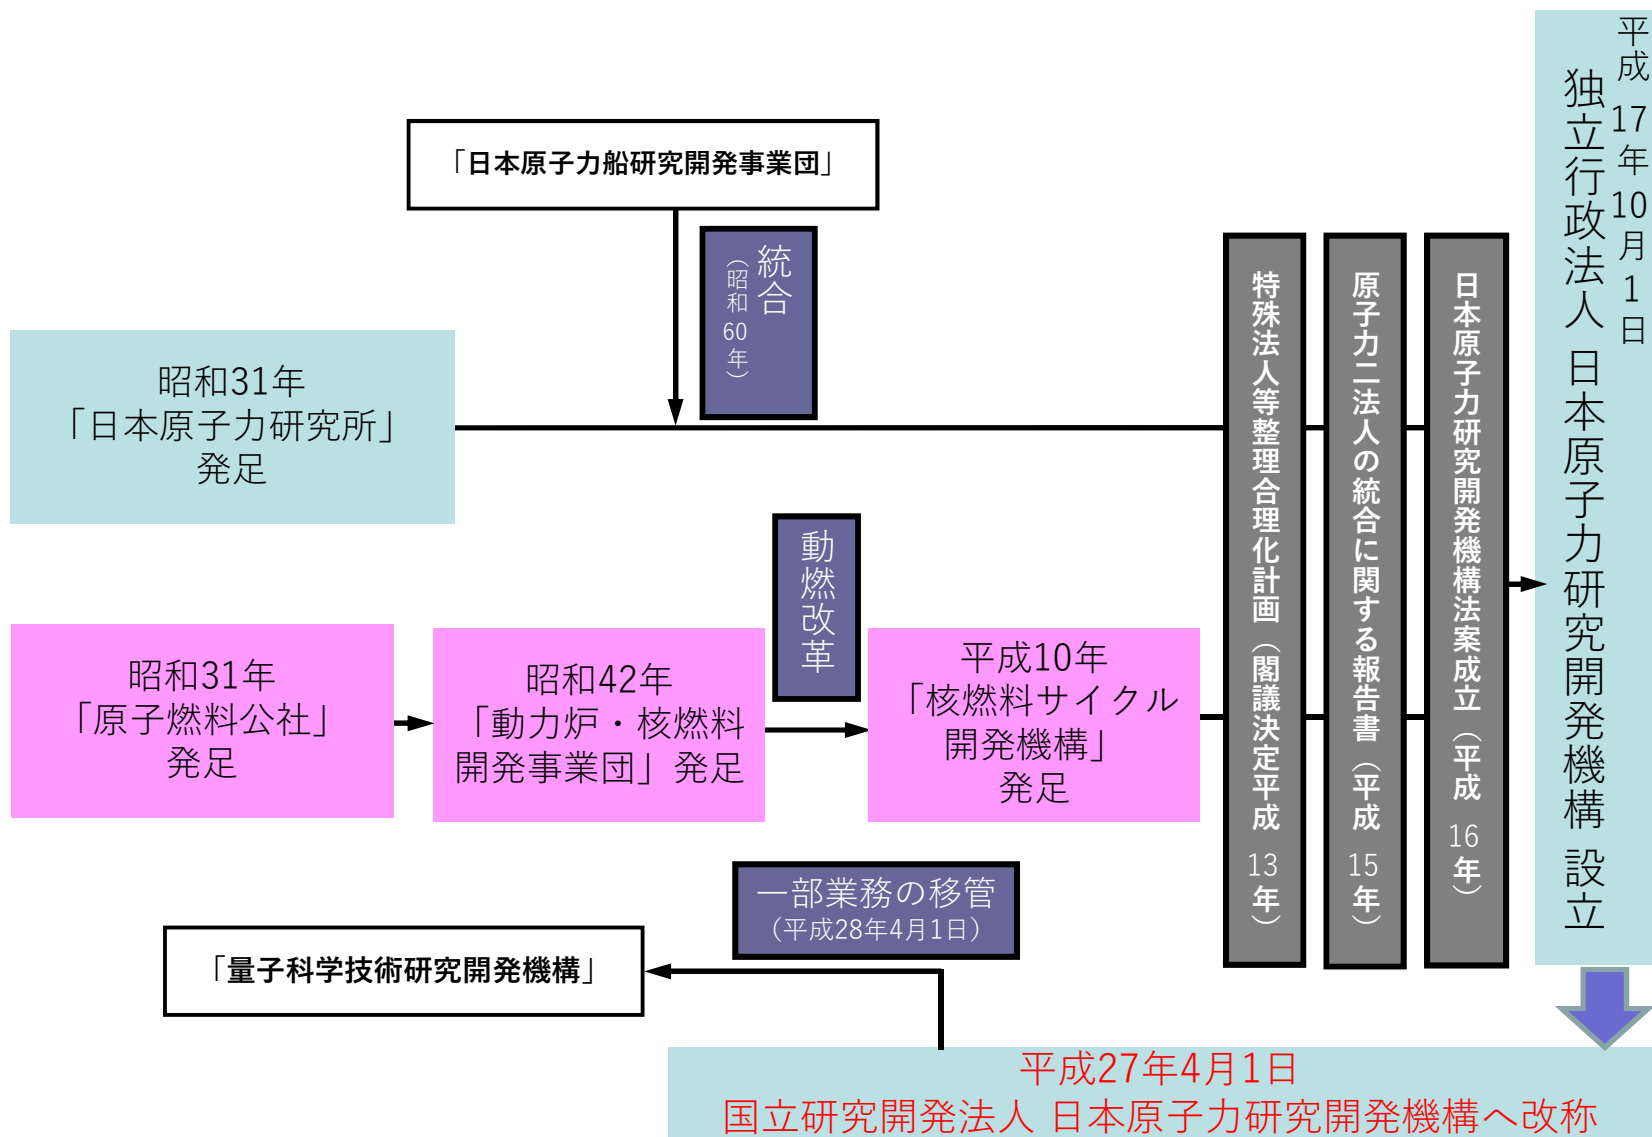 「日本原子力船研究開発事業団」
統合
（昭和60年）
昭和31年
「日本原子力研究所」
発足
動燃改革
昭和31年
「原子燃料公社」
発足
昭和42年
「動力炉・核燃料
開発事業団」発足
平成10年
「核燃料サイクル
開発機構」
発足
特殊法人等整理合理化計画（閣議決定平成13年）
原子力二法人の統合に関する報告書（平成15年）
日本原子力研究開発機構法案成立（平成16年）
平成17年10月1日
独立行政法人 日本原子力研究開発機構 設立
一部業務の移管
（平成28年4月1日）
「量子科学技術研究開発機構」
平成27年4月1日
国立研究開発法人 日本原子力研究開発機構へ改称